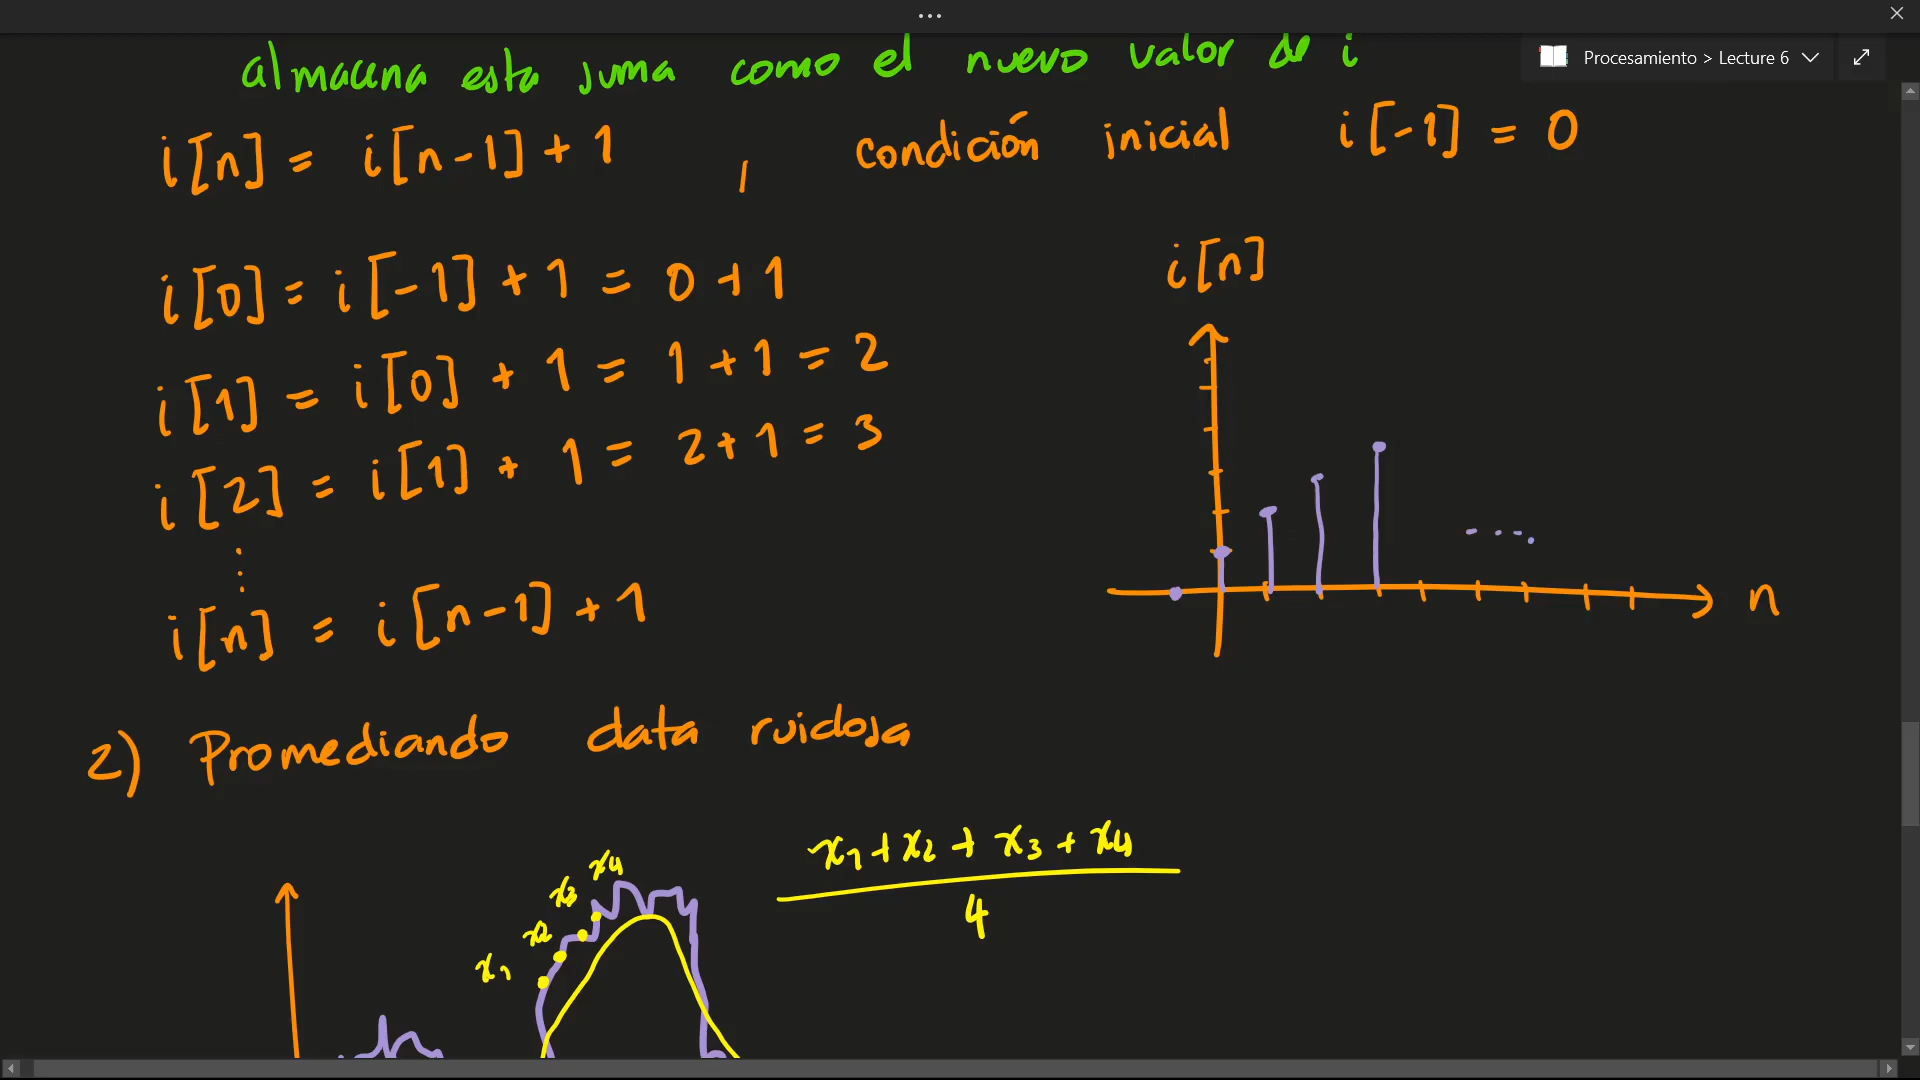 ...
Procesamiento > Lecture 6
almacena esta suma como el nuevo valor de i
i[n] = i[n-1] + 1 , condición inicial i[-1] = 0
i[0] = i[-1] + 1 = 0 + 1
i[1] = i[0] + 1 = 1 + 1 = 2
i[2] = i[1] + 1 = 2 + 1 = 3
⋮
i[n] = i[n-1] + 1
i[n]
....
n
2) Promediando data ruidosa
x1 + x2 + x3 + x4
4
x4
x3
x2
x1